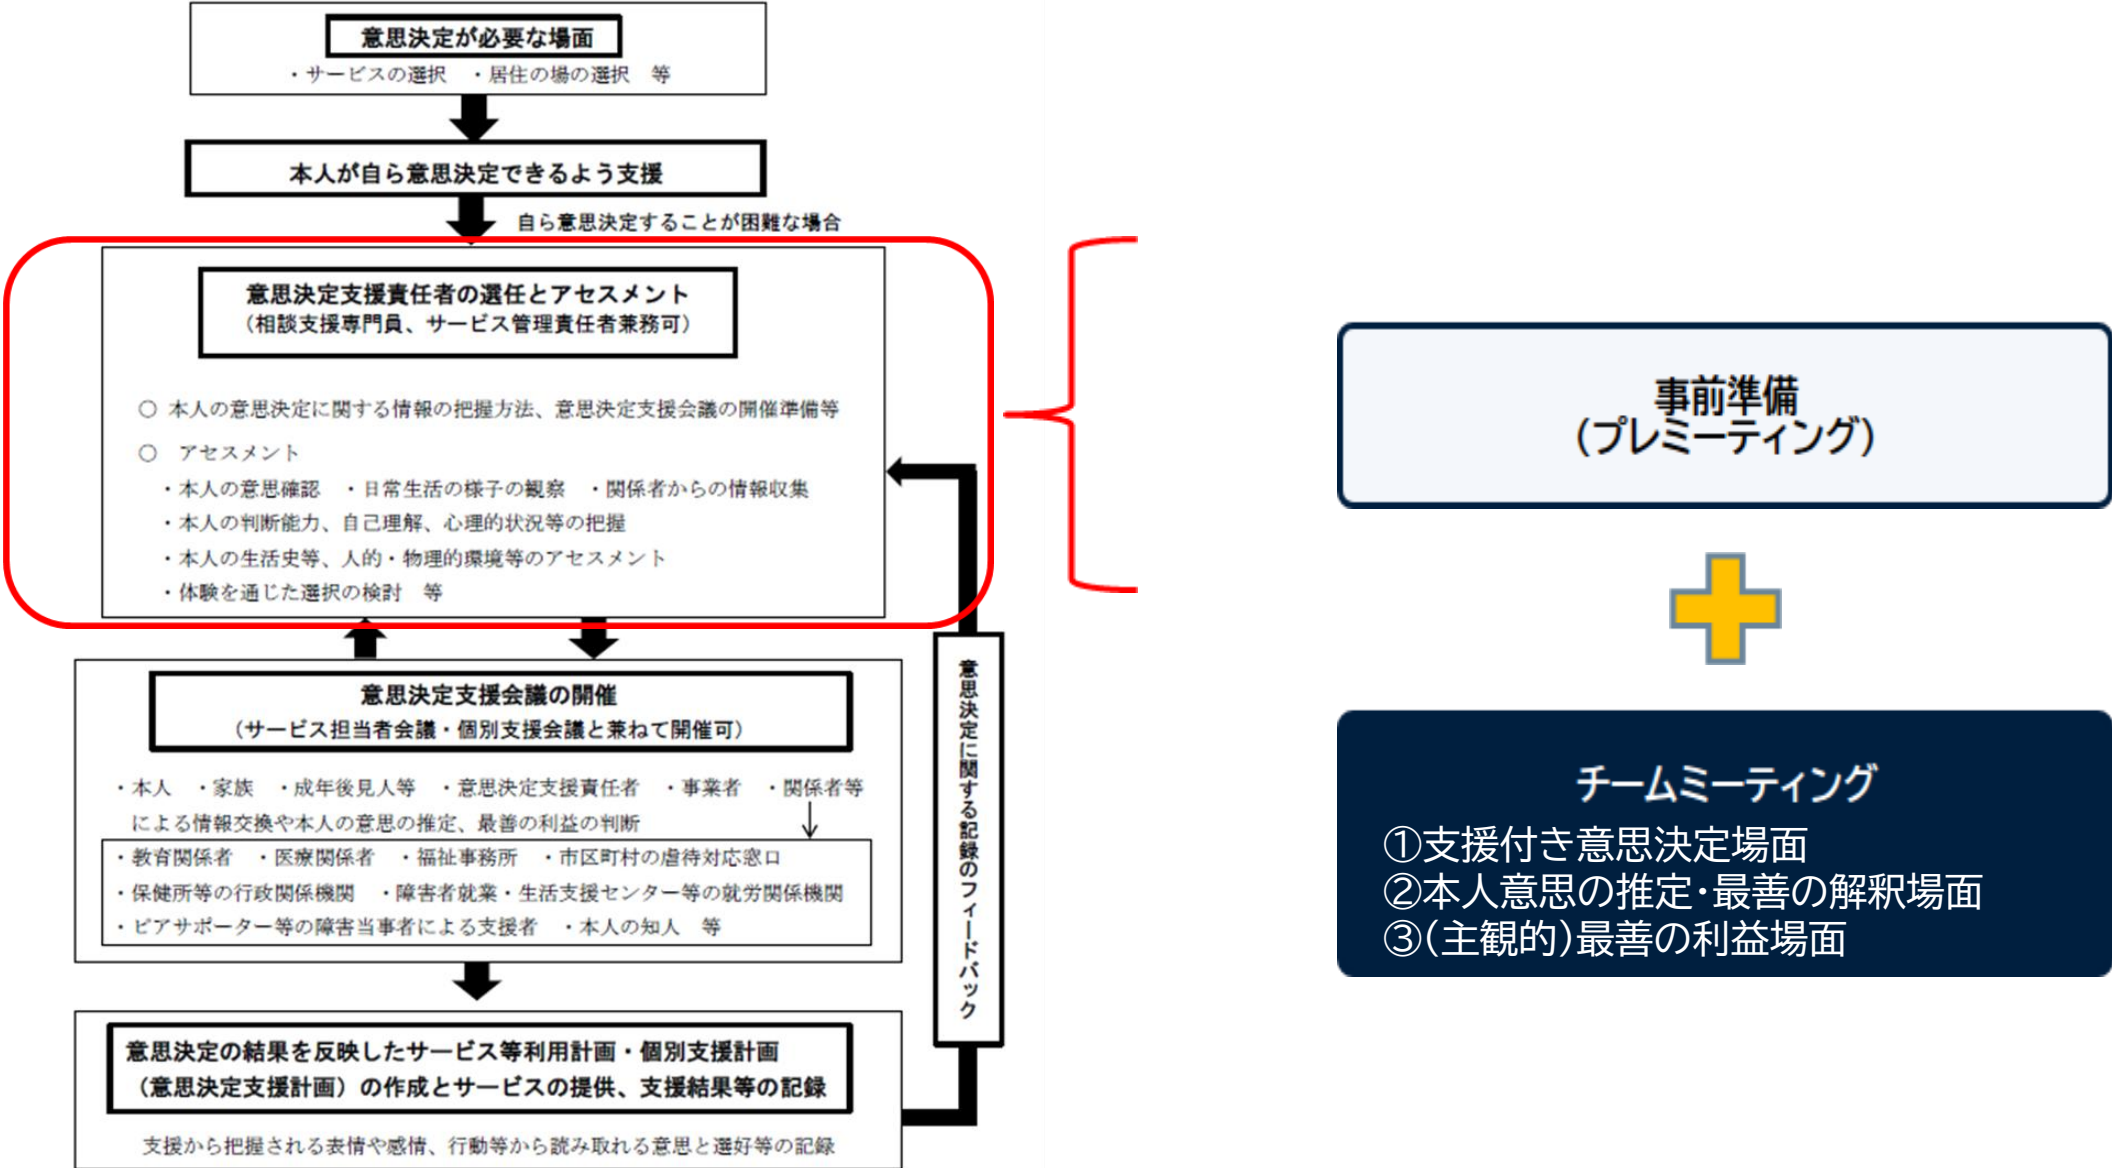 意思決定が必要な場面
・サービスの選択　・居住の場の選択　等
本人が自ら意思決定できるよう支援
自ら意思決定することが困難な場合
意思決定支援責任者の選任とアセスメント
（相談支援専門員、サービス管理責任者兼務可）
○ 本人の意思決定に関する情報の把握方法、意思決定支援会議の開催準備等
○　アセスメント
・本人の意思確認　・日常生活の様子の観察　・関係者からの情報収集
・本人の判断能力、自己理解、心理的状況等の把握
・本人の生活史等、人的・物理的環境等のアセスメント
・体験を通じた選択の検討　等
意思決定支援会議の開催
（サービス担当者会議・個別支援会議と兼ねて開催可）
・本人　・家族　・成年後見人等　・意思決定支援責任者　・事業者　・関係者等
による情報交換や本人の意思の推定、最善の利益の判断
・教育関係者　・医療関係者　・福祉事務所　・市区町村の虐待対応窓口
・保健所等の行政関係機関　・障害者就業・生活支援センター等の就労関係機関
・ピアサポーター等の障害当事者による支援者　・本人の知人　等
意思決定の結果を反映したサービス等利用計画・個別支援計画
（意思決定支援計画）の作成とサービスの提供、支援結果等の記録
支援から把握される表情や感情、行動等から読み取れる意思と選好等の記録
意思決定に関する記録のフィードバック
事前準備
(プレミーティング)
チームミーティング
①支援付き意思決定場面
②本人意思の推定・最善の解釈場面
③(主観的)最善の利益場面